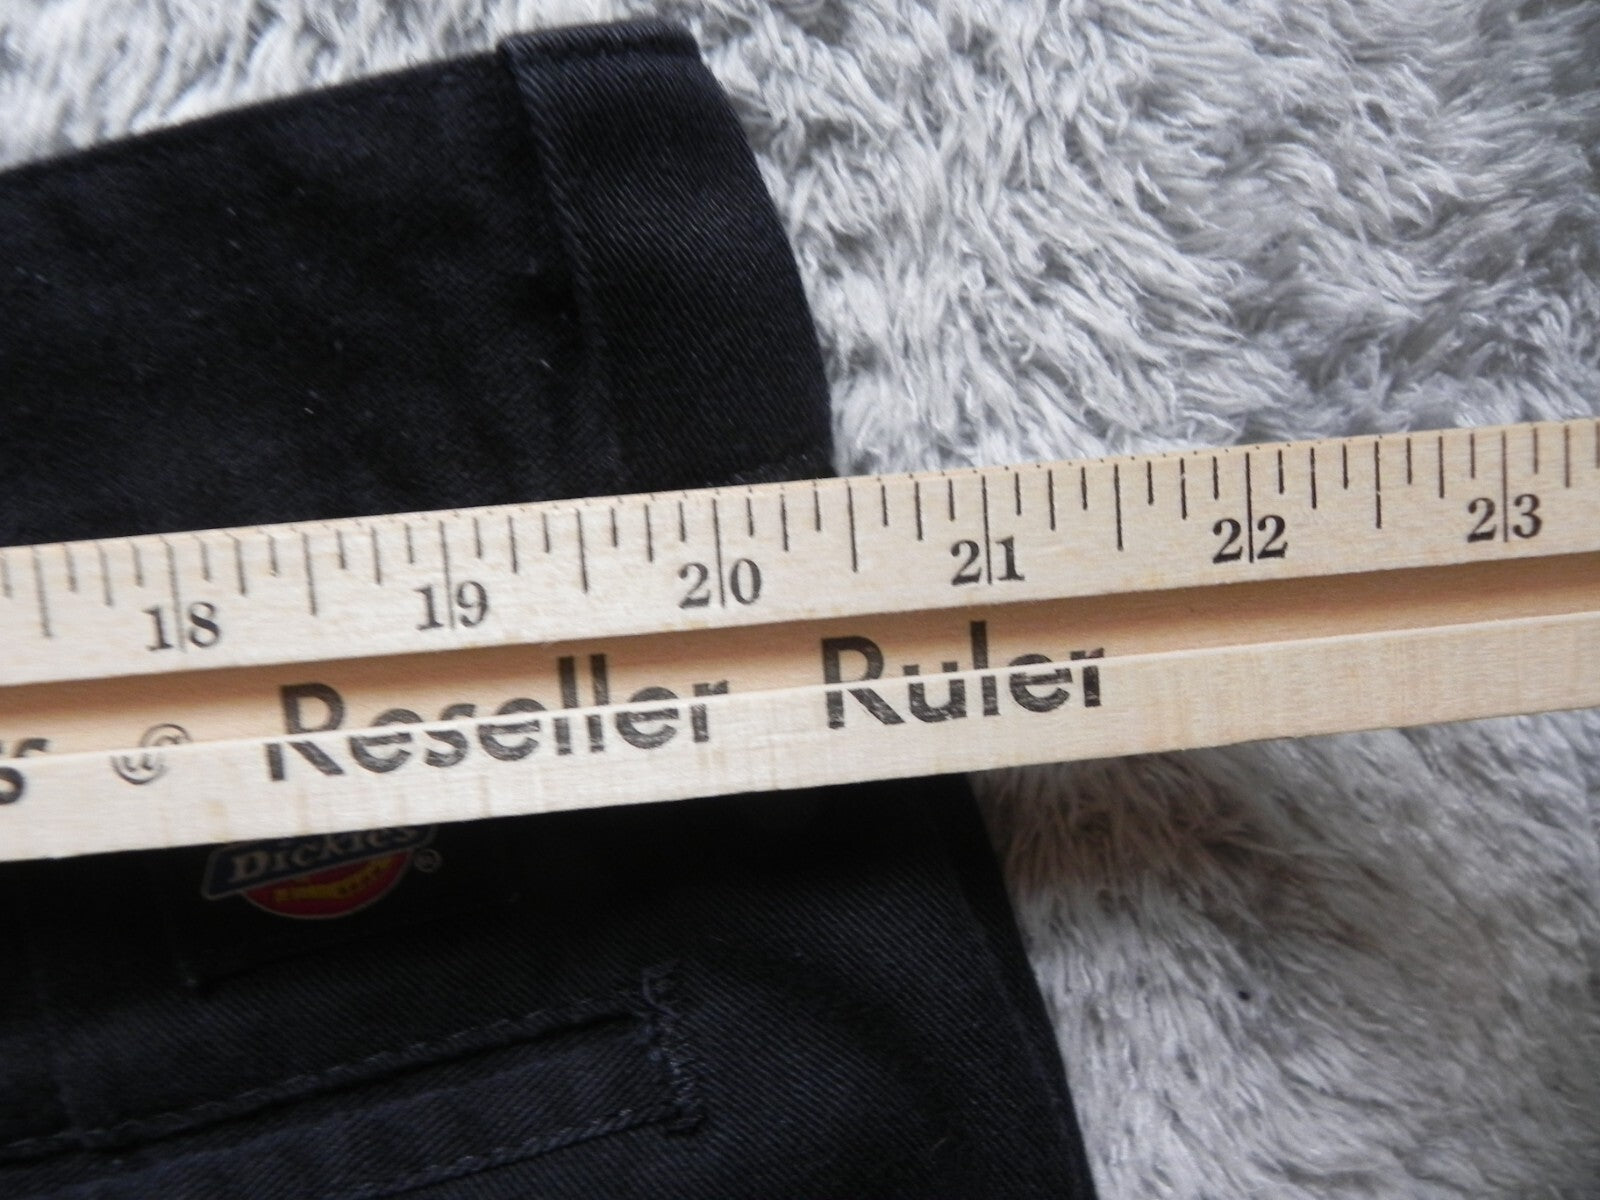 18 19 20 21 22 23
@ Reseller Ruler
Dickies
®